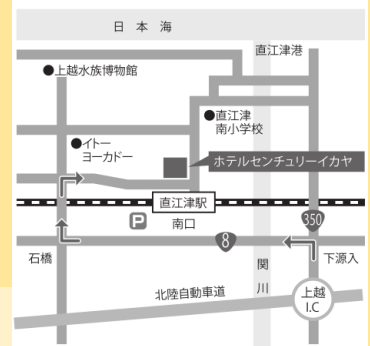 日本海
直江津港
●上越水族博物館
●直江津
南小学校
●イトー
ヨーカドー
ホテルセンチュリーイカヤ
直江津駅
P
南口
350
8
石橋
下源入
関川
北陸自動車道
上越
I.C